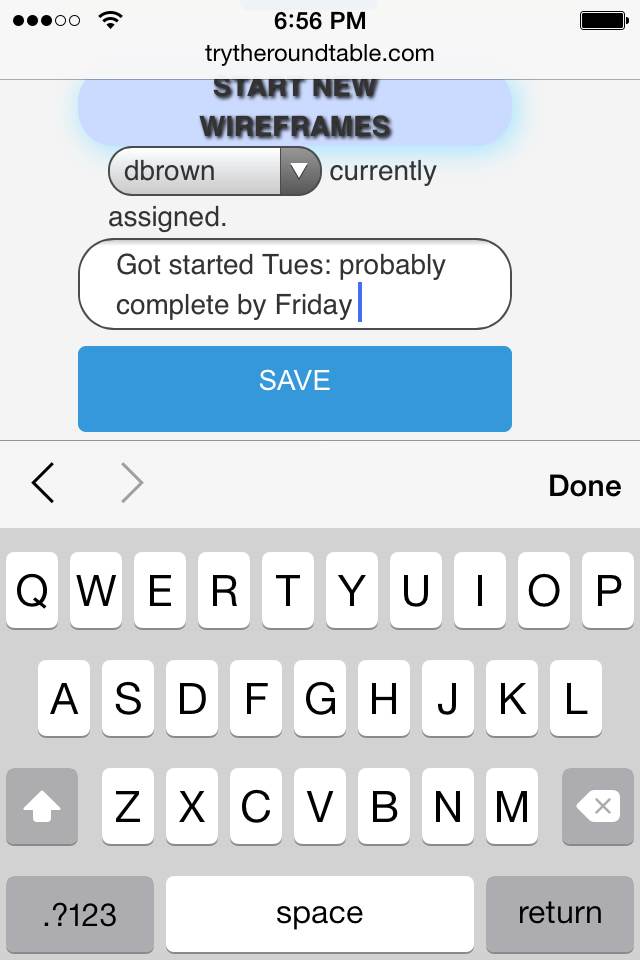 6:56 PM
trytheroundtable.com
START NEW
WIREFRAMES
dbrown currently
assigned.
Got started Tues: probably
complete by Friday
SAVE
Done
Q W E R T Y U I O P
A S D F G H J K L
Z X C V B N M
.?123 space return